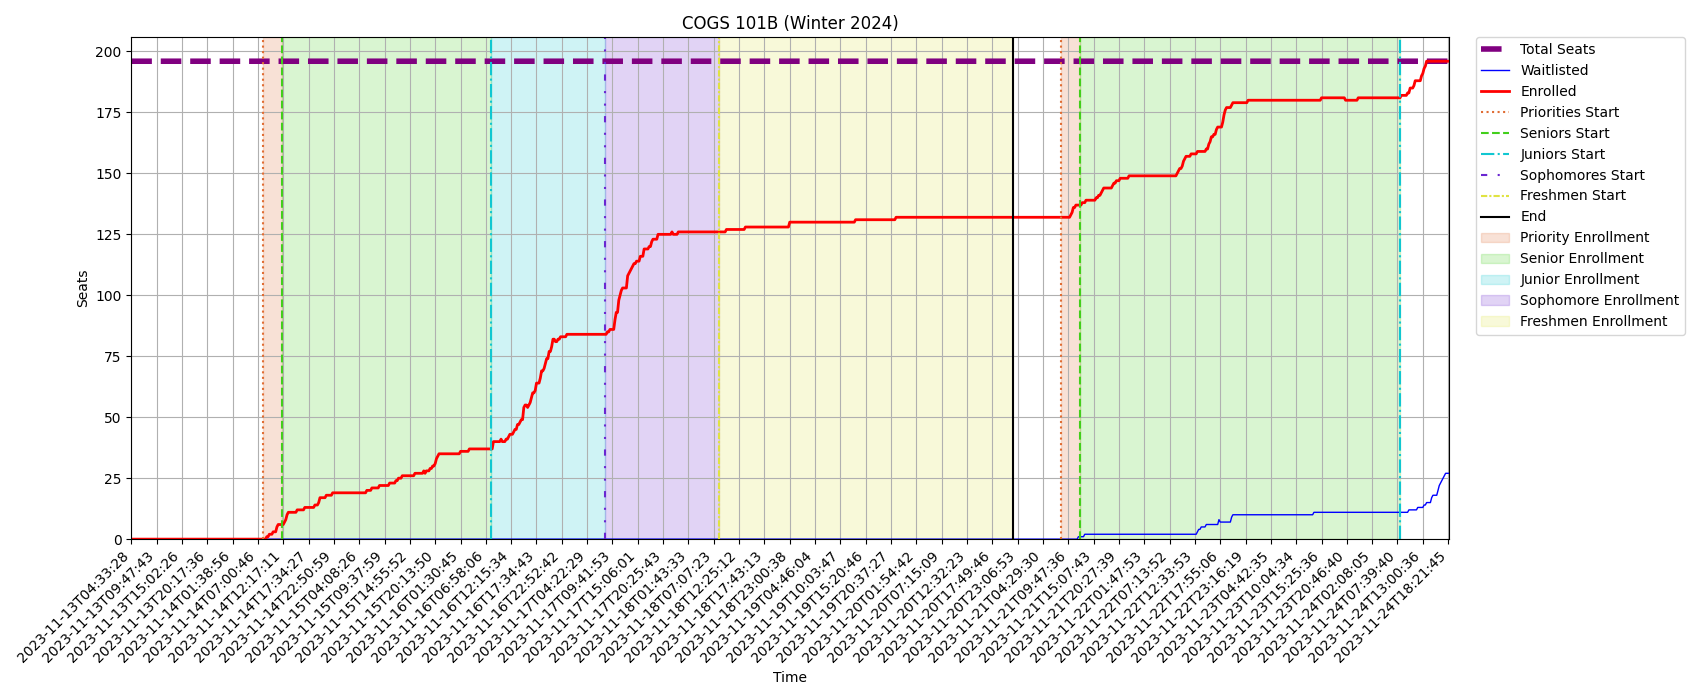 COGS 101B (Winter 2024)
200
175
150
125
100
75
50
25
0
Seats
2023-11-13T04:33:28
2023-11-13T09:47:43
2023-11-13T15:02:26
2023-11-13T20:17:36
2023-11-14T01:38:56
2023-11-14T07:00:46
2023-11-14T12:17:11
2023-11-14T17:34:27
2023-11-14T22:50:59
2023-11-15T04:08:26
2023-11-15T09:37:59
2023-11-15T14:55:52
2023-11-15T20:13:50
2023-11-16T01:30:45
2023-11-16T06:58:06
2023-11-16T12:15:34
2023-11-16T17:34:43
2023-11-16T22:52:42
2023-11-17T04:22:29
2023-11-17T09:41:53
2023-11-17T15:06:01
2023-11-17T20:25:43
2023-11-18T01:43:33
2023-11-18T07:07:23
2023-11-18T12:25:12
2023-11-18T17:43:13
2023-11-18T23:00:38
2023-11-19T04:46:04
2023-11-19T10:03:47
2023-11-19T15:20:46
2023-11-19T20:37:27
2023-11-20T01:54:42
2023-11-20T07:15:09
2023-11-20T12:32:23
2023-11-20T17:49:46
2023-11-20T23:06:53
2023-11-21T04:29:30
2023-11-21T09:47:36
2023-11-21T15:07:43
2023-11-21T20:27:39
2023-11-22T01:47:53
2023-11-22T07:13:52
2023-11-22T12:33:53
2023-11-22T17:55:06
2023-11-22T23:16:19
2023-11-23T04:42:35
2023-11-23T10:04:34
2023-11-23T15:25:36
2023-11-23T20:46:40
2023-11-24T02:08:05
2023-11-24T07:39:40
2023-11-24T13:00:36
2023-11-24T18:21:45
Time
Total Seats
Waitlisted
Enrolled
Priorities Start
Seniors Start
Juniors Start
Sophomores Start
Freshmen Start
End
Priority Enrollment
Senior Enrollment
Junior Enrollment
Sophomore Enrollment
Freshmen Enrollment